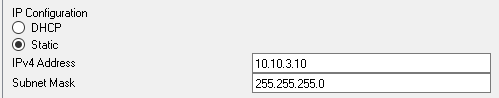 IP Configuration
DHCP
Static
IPv4 Address 10.10.3.10
Subnet Mask 255.255.255.0